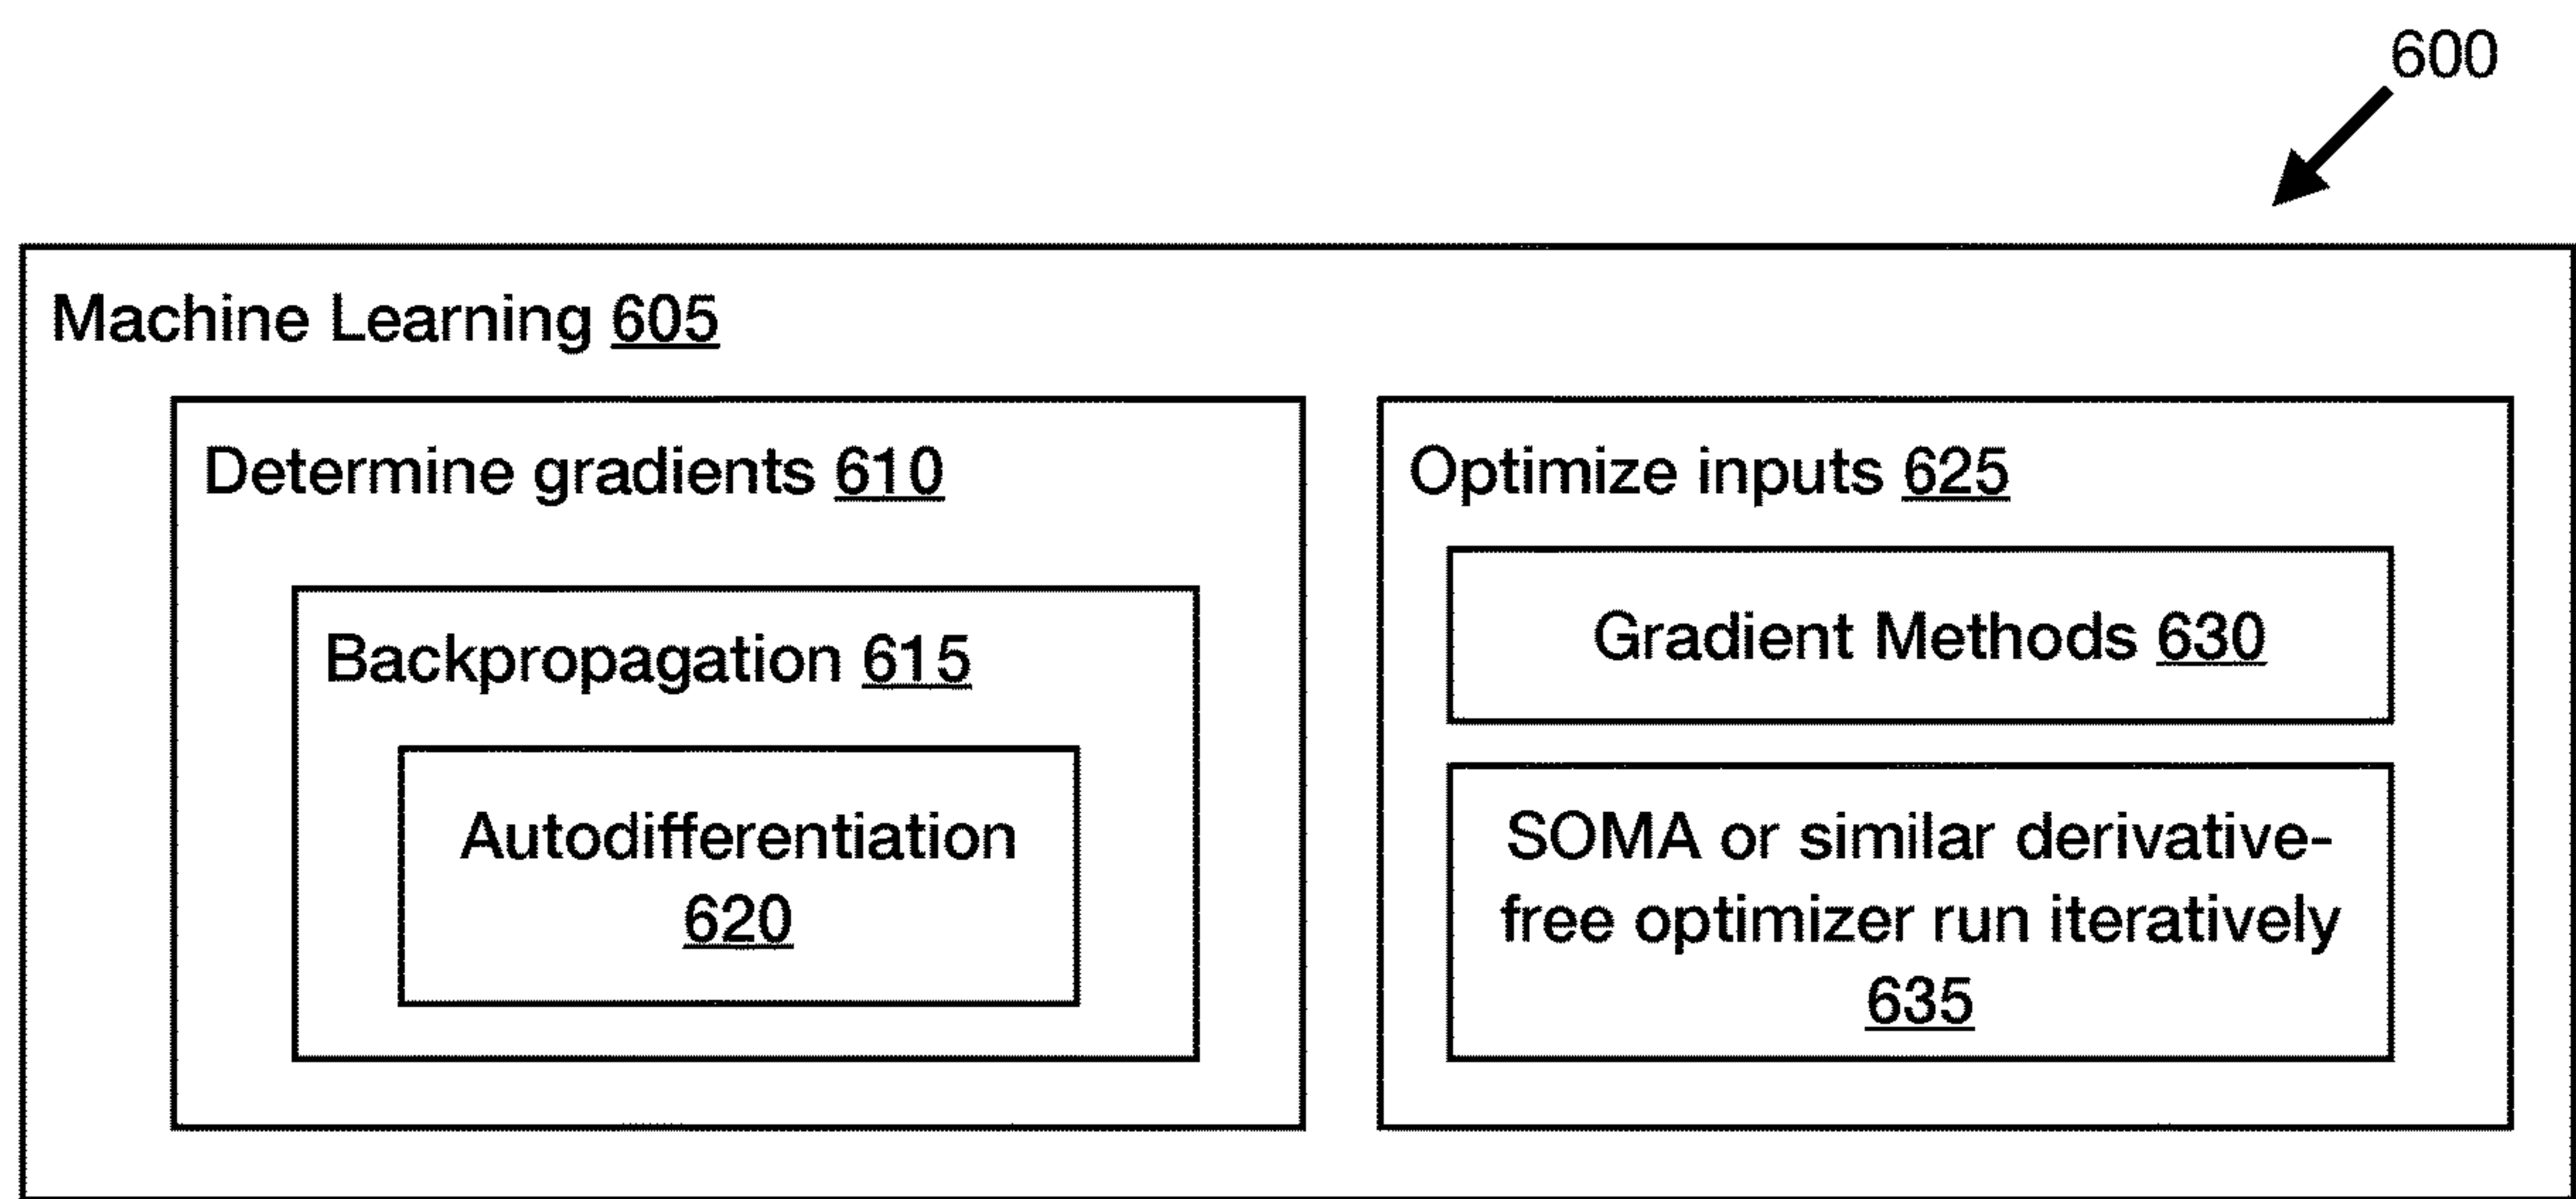 600
Machine Learning 605
Determine gradients 610
Backpropagation 615
Autodifferentiation
620
Optimize inputs 625
Gradient Methods 630
SOMA or similar derivative-
free optimizer run iteratively
635